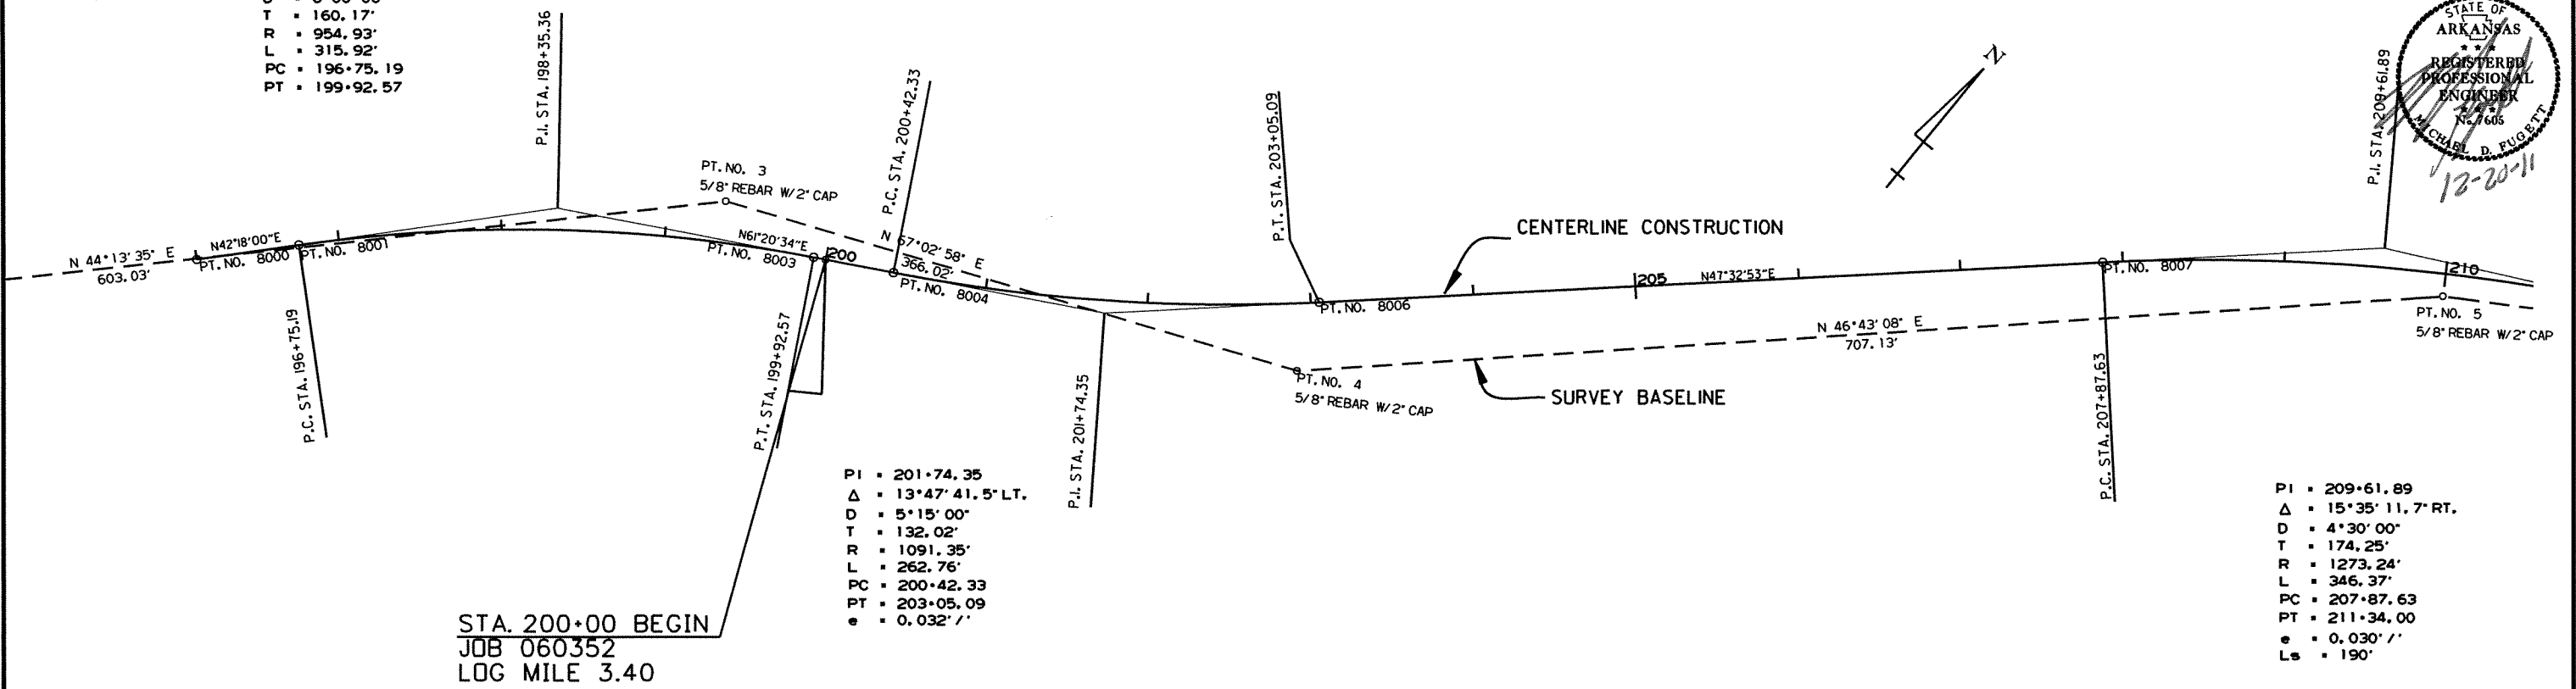 T = 160.17'
R = 954.93'
L = 315.92'
PC = 196+75.19
PT = 199+92.57
P.I. STA. 198+35.36
P.C. STA. 200+42.33
P.T. STA. 203+05.09
N
P.I. STA. 209+61.89
STATE OF
ARKANSAS
REGISTERED
PROFESSIONAL
ENGINEER
No. 7605
MICHAEL D. FUGETT
PT. NO. 3
5/8" REBAR W/2" CAP
N 44°13'35" E
603.03'
N42°18'00"E
PT. NO. 8000
PT. NO. 8001
N61°20'34"E
PT. NO. 8003
200
N 67°02'58" E
366.02'
PT. NO. 8004
CENTERLINE CONSTRUCTION
PT. NO. 8006
205
N47°32'53"E
PT. NO. 8007
210
N 46°43'08" E
707.13'
PT. NO. 4
5/8" REBAR W/2" CAP
SURVEY BASELINE
PT. NO. 5
5/8" REBAR W/2" CAP
P.C. STA. 196+75.19
P.T. STA. 199+92.57
P.I. STA. 201+74.35
P.C. STA. 207+87.63
PI = 201+74.35
Δ = 13°47'41.5" LT.
D = 5°15'00"
T = 132.02'
R = 1091.35'
L = 262.76'
PC = 200+42.33
PT = 203+05.09
e = 0.032'/'
PI = 209+61.89
Δ = 15°35'11.7" RT.
D = 4°30'00"
T = 174.25'
R = 1273.24'
L = 346.37'
PC = 207+87.63
PT = 211+34.00
e = 0.030'/'
Ls = 190'
STA. 200+00 BEGIN
JOB 060352
LOG MILE 3.40